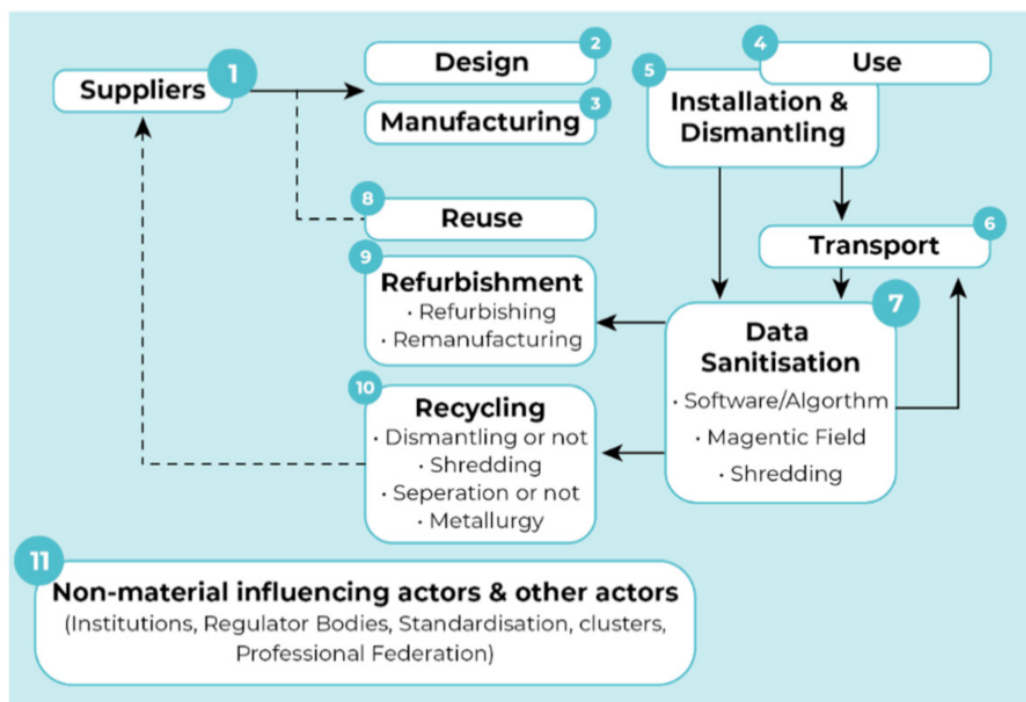 1
Suppliers
2
Design
3
Manufacturing
4
Use
5
Installation &
Dismantling
6
Transport
7
Data
Sanitisation
· Software/Algorthm
· Magentic Field
· Shredding
8
Reuse
9
Refurbishment
· Refurbishing
· Remanufacturing
10
Recycling
· Dismantling or not
· Shredding
· Seperation or not
· Metallurgy
11
Non-material influencing actors & other actors
(Institutions, Regulator Bodies, Standardisation, clusters,
Professional Federation)